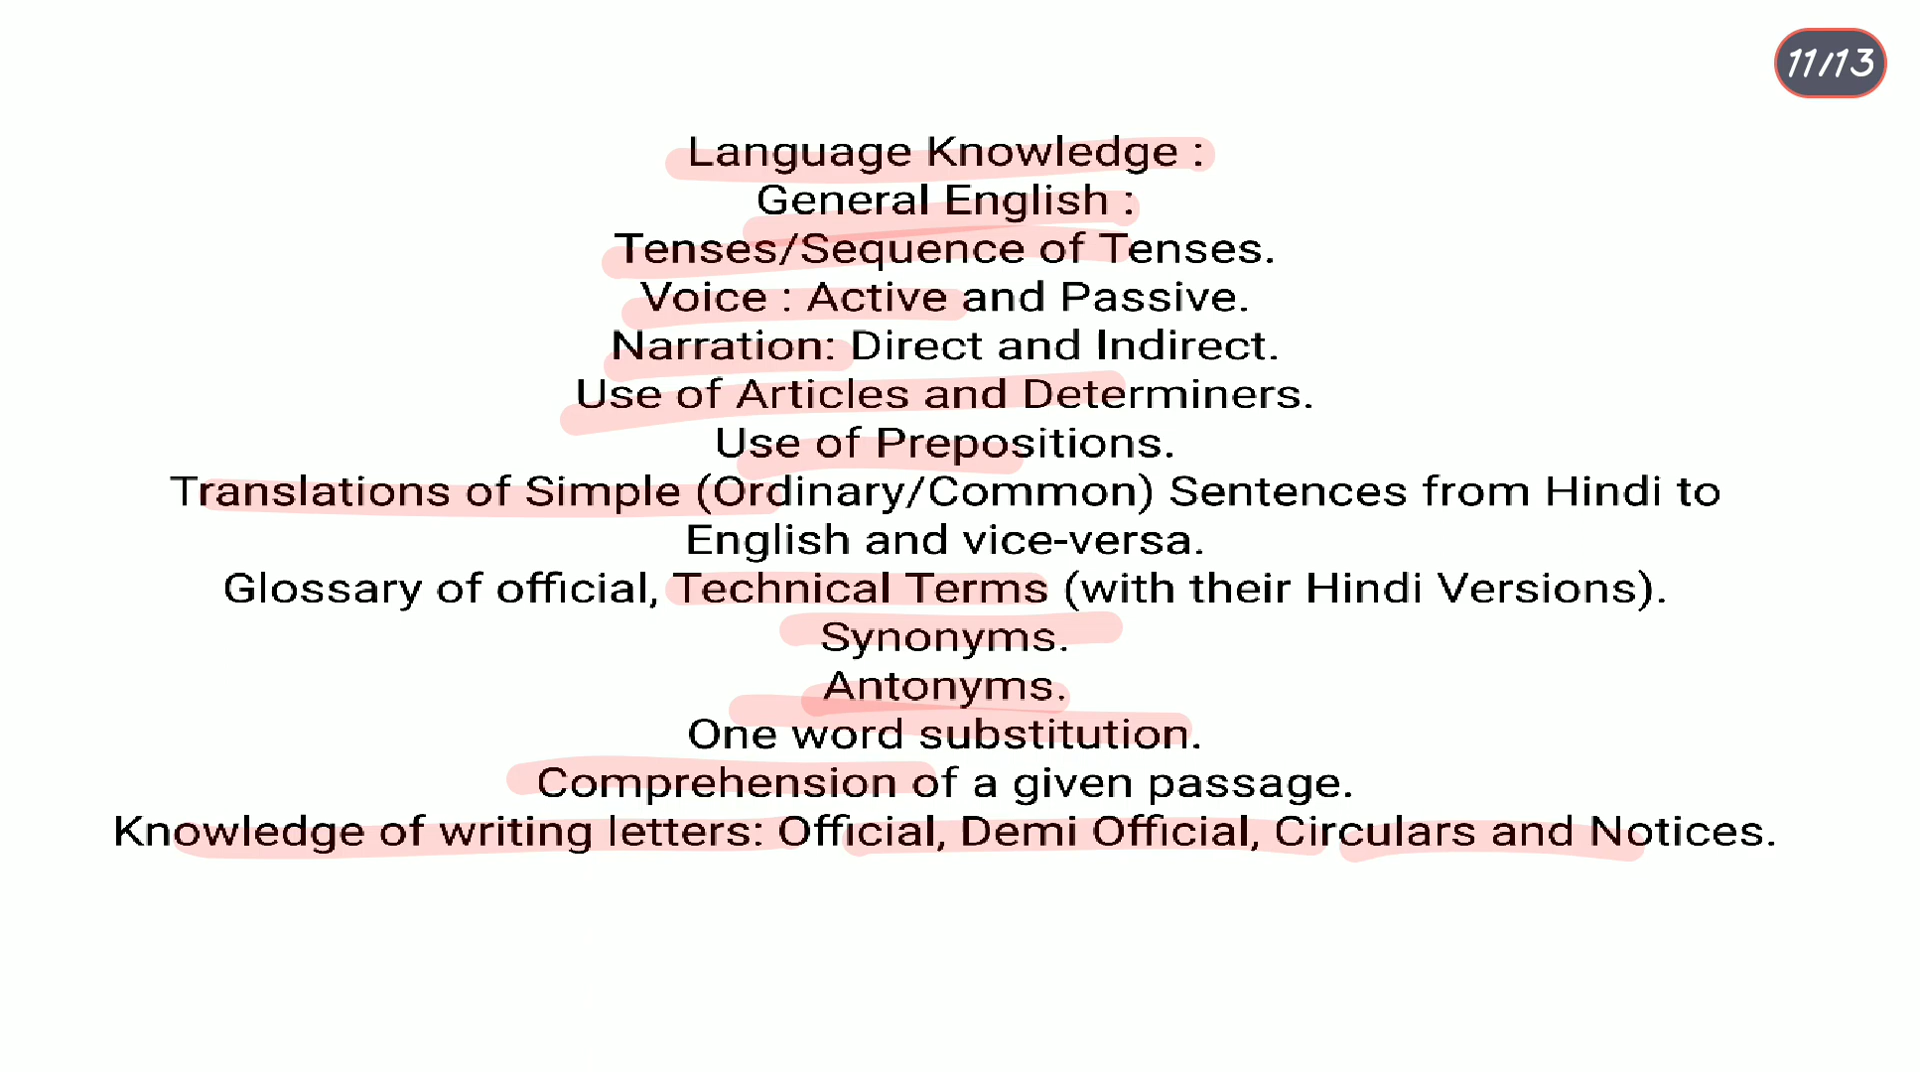 11/13
Language Knowledge :
General English :
Tenses/Sequence of Tenses.
Voice : Active and Passive.
Narration: Direct and Indirect.
Use of Articles and Determiners.
Use of Prepositions.
Translations of Simple (Ordinary/Common) Sentences from Hindi to
English and vice-versa.
Glossary of official, Technical Terms (with their Hindi Versions).
Synonyms.
Antonyms.
One word substitution.
Comprehension of a given passage.
Knowledge of writing letters: Official, Demi Official, Circulars and Notices.